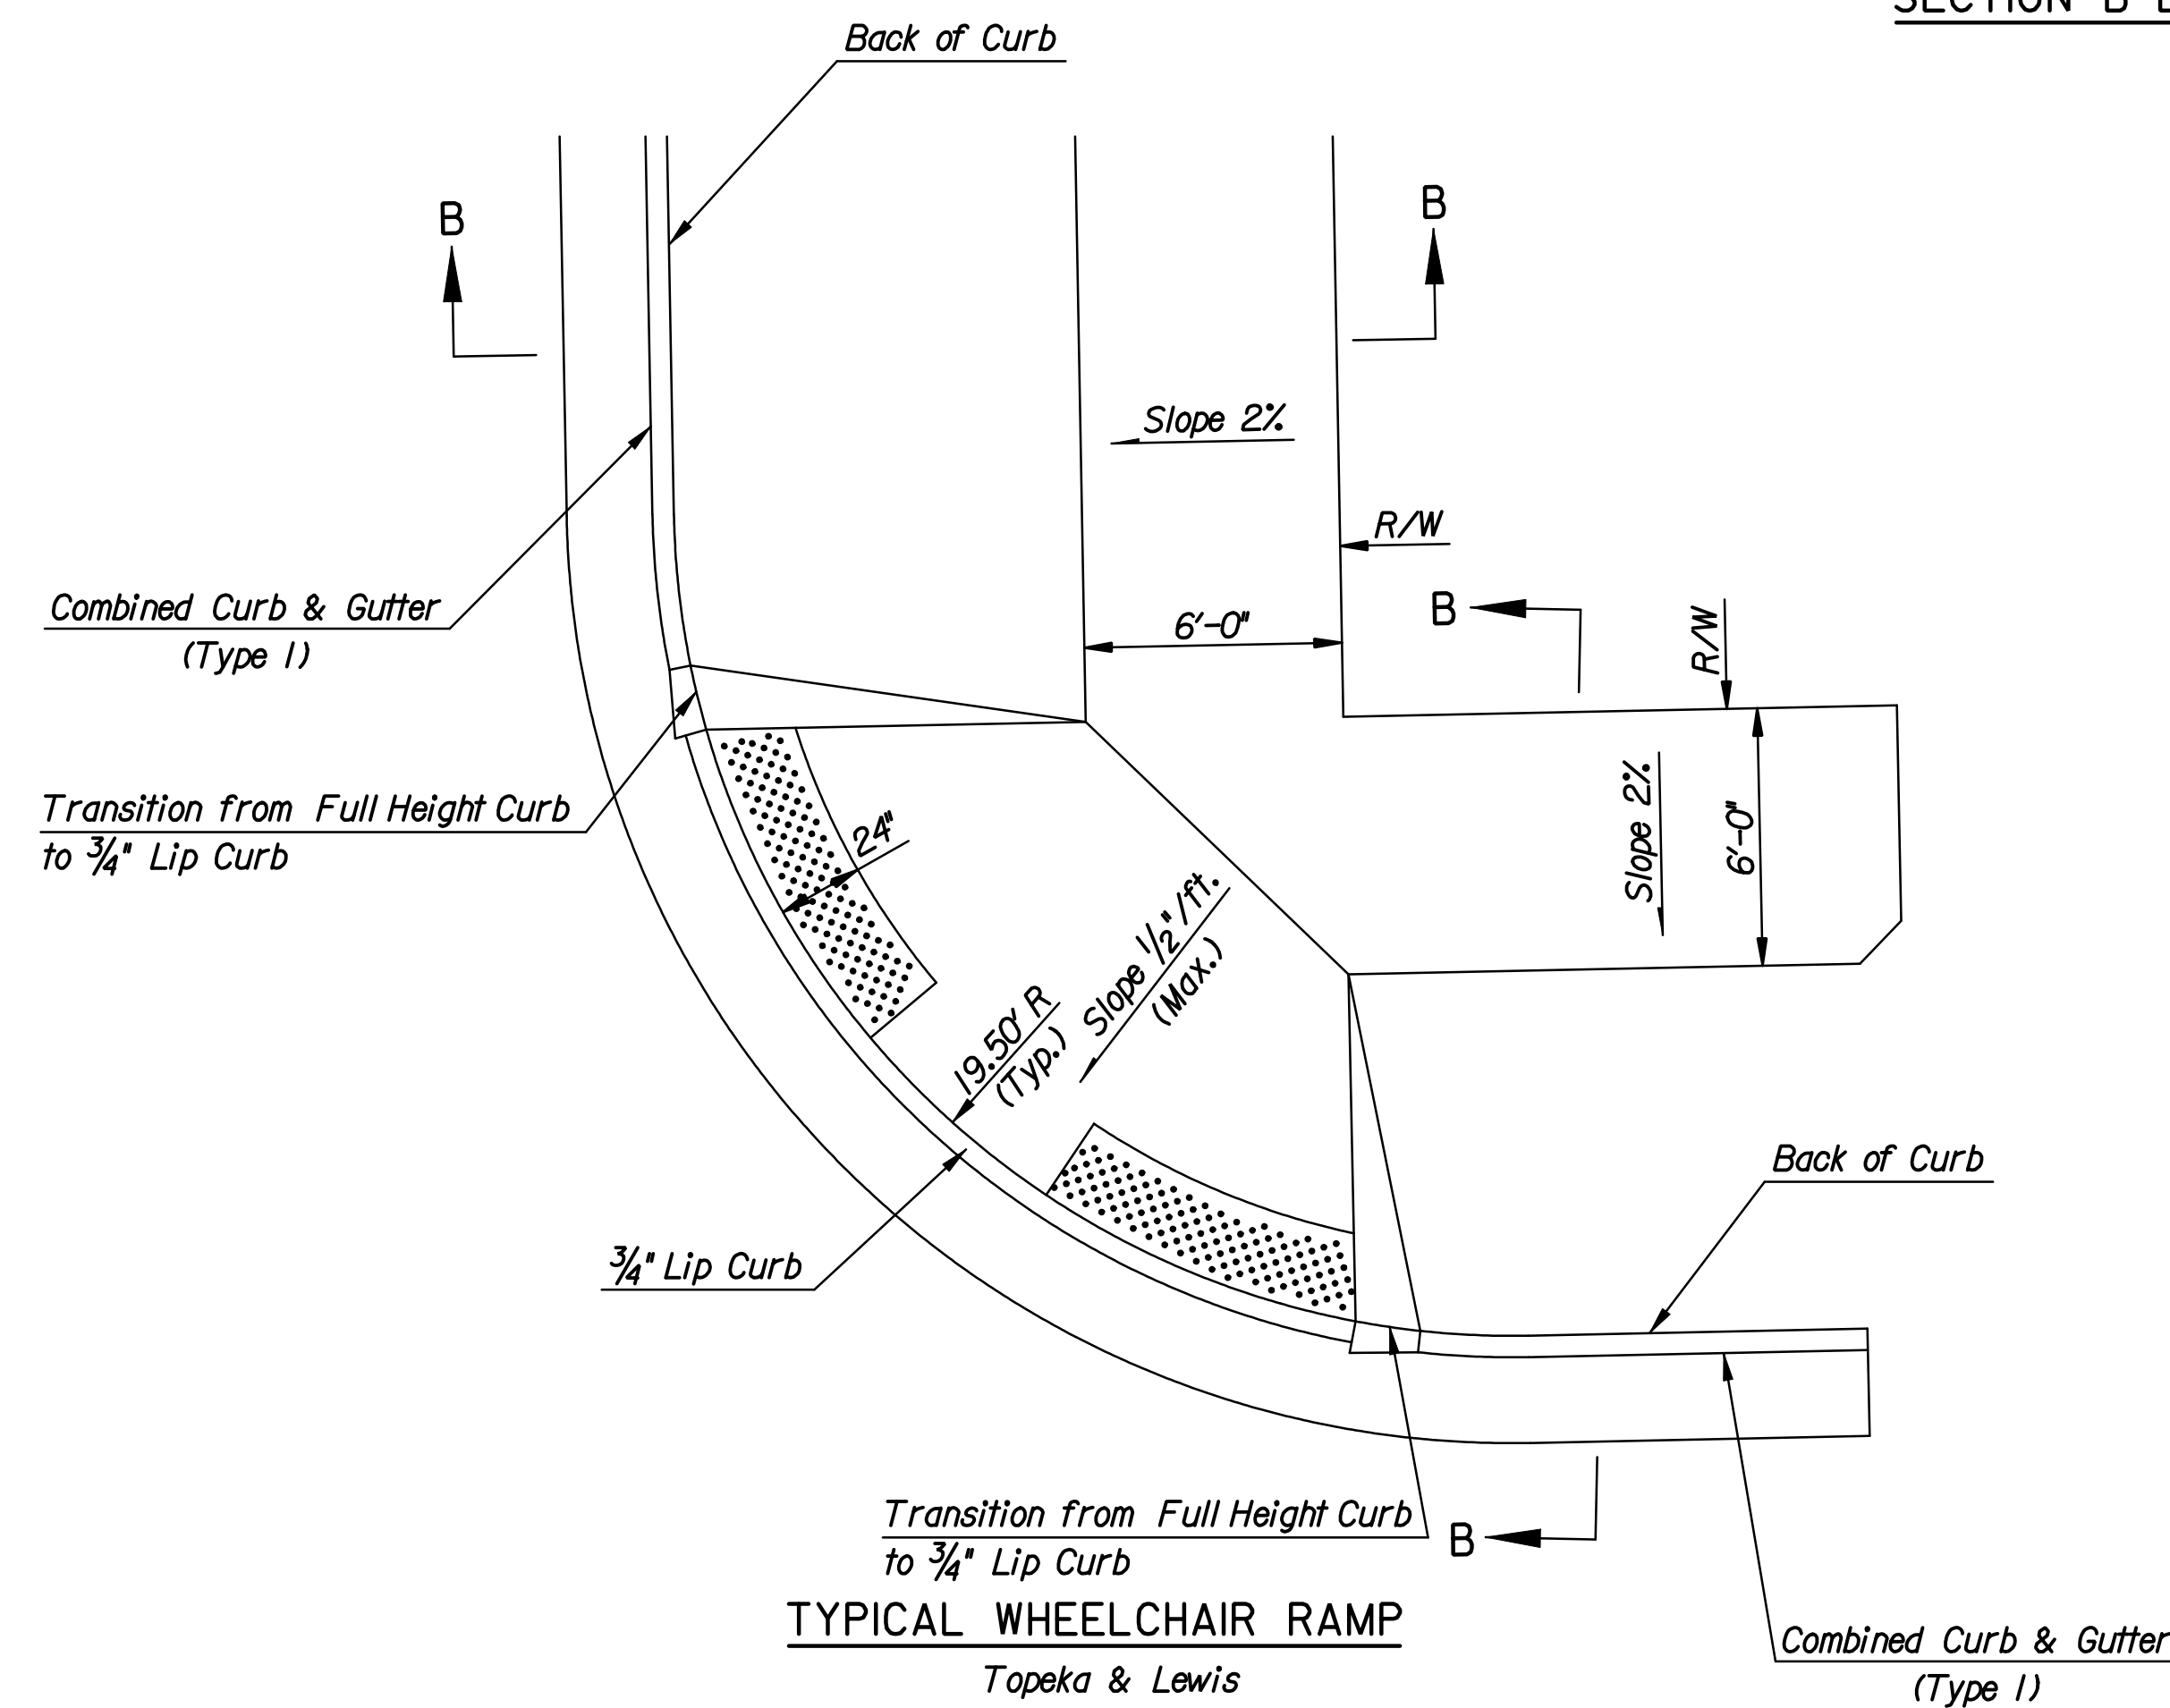 SECTION B
Back of Curb
B
B
Slope 2%
R/W
Combined Curb & Gutter
(Type I)
6'-0"
B
R/W
Transition from Full Height Curb
to 3/4" Lip Curb
24"
Slope 2%
6'-0"
Slope 1/2"/ft.
(Max.)
19.50' R
(Typ.)
Back of Curb
3/4" Lip Curb
Transition from Full Height Curb
to 3/4" Lip Curb
B
TYPICAL WHEELCHAIR RAMP
Topeka & Lewis
Combined Curb & Gutter
(Type I)